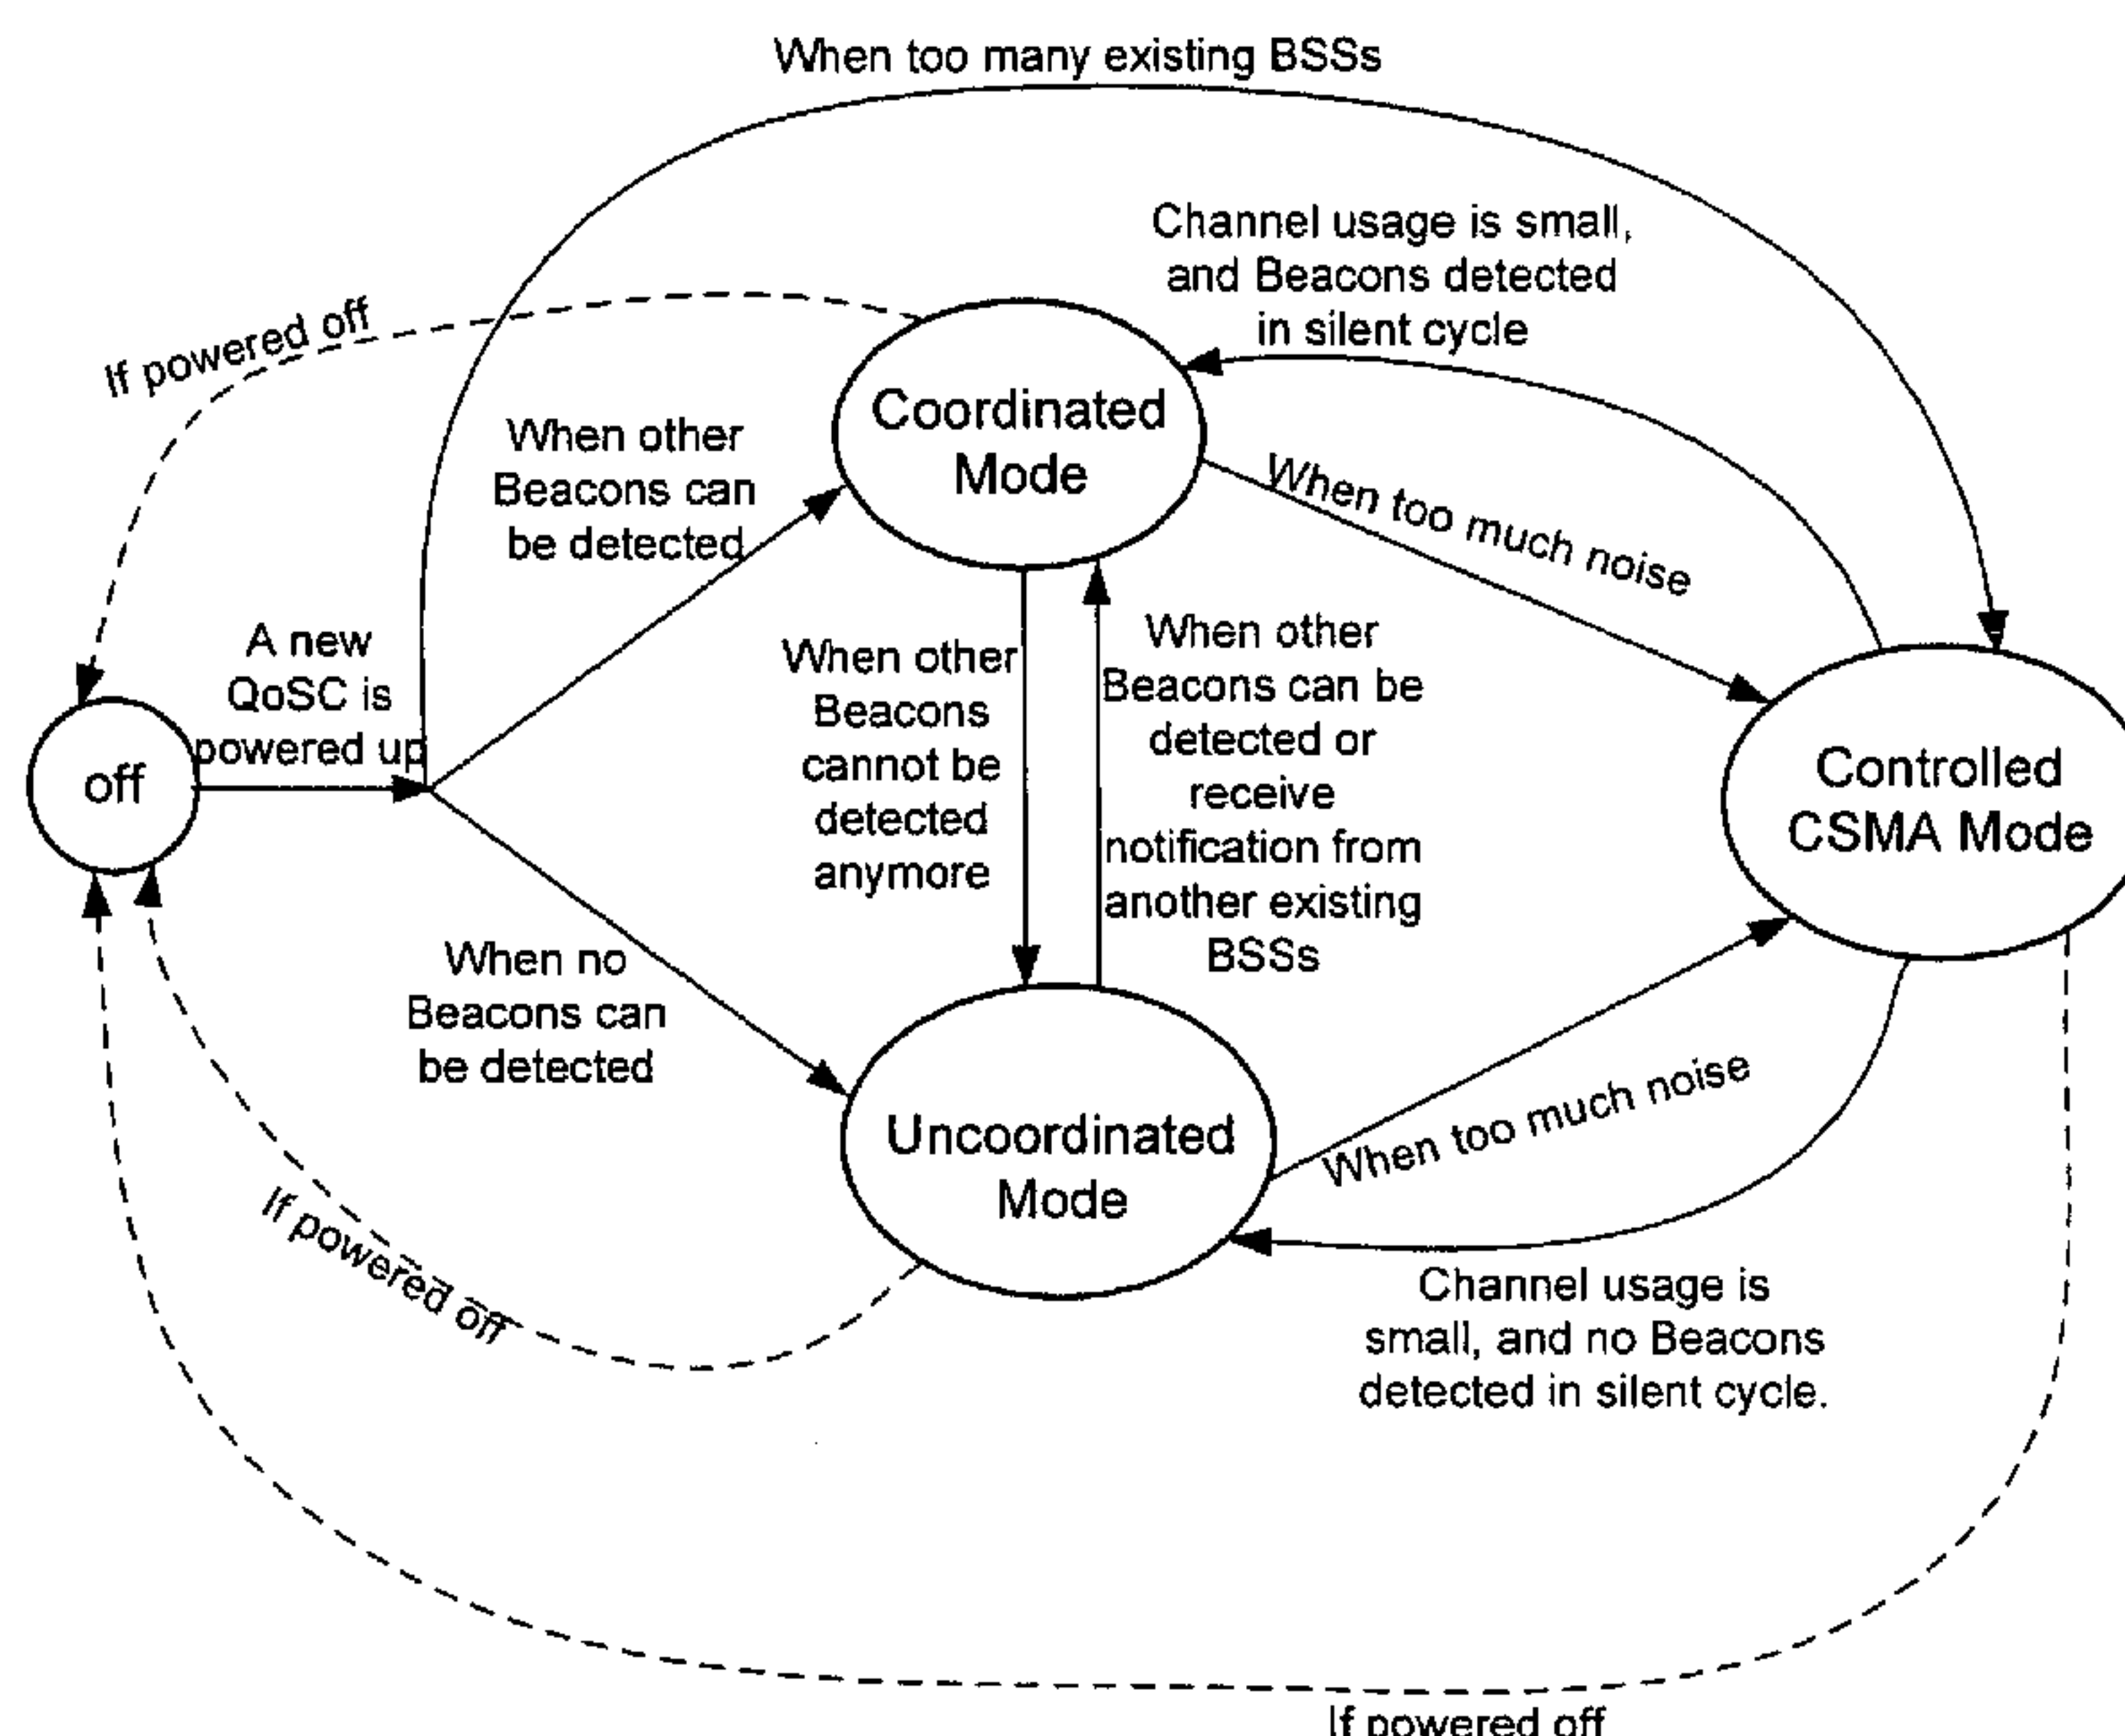 When too many existing BSSs
Channel usage is small,
and Beacons detected
in silent cycle
If powered off
When other
Beacons can
be detected
Coordinated
Mode
When too much noise
A new
QoSC is
powered up
off
When other
Beacons
cannot be
detected
anymore
When other
Beacons can be
detected or
receive
notification from
another existing
BSSs
Controlled
CSMA Mode
When no
Beacons can
be detected
Uncoordinated
Mode
When too much noise
If powered off
Channel usage is
small, and no Beacons
detected in silent cycle.
If powered off